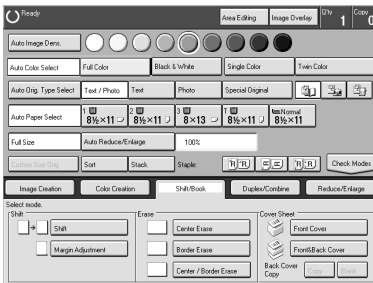 Ready Area Editing Image Overlay Q'ty 1 Copy 0
Auto Image Dens.
Auto Color Select Full Color Black & White Single Color Twin Color
Auto Orig. Type Select Text / Photo Text Photo Special Original
Auto Paper Select 1 8½×11 2 8½×11 3 8×13 T 8½×11 Normal 8½×11
Full Size Auto Reduce/Enlarge 100%
Custom Size Orig. Sort Stack Staple: Check Modes
Image Creation Color Creation Shift/Book Duplex/Combine Reduce/Enlarge
Select mode.
Shift Erase Cover Sheet
Shift Center Erase Front Cover
Margin Adjustment Border Erase Front&Back Cover
Center / Border Erase Back Cover Copy Copy Blank